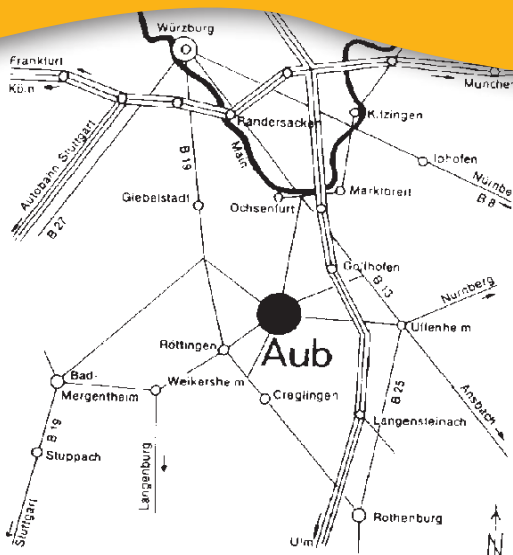 Würzburg
Frankfurt
Köln
München
Randersacker
Kitzingen
Autobahn Stuttgart
B 19
Main
Iphofen
B 27
Giebelstadt
Ochsenfurt
Marktbreit
Nürnbe
B 8
Gollhofen
B 13
Nürnberg
Aub
Uffenheim
Röttingen
Bad-
Mergentheim
Weikersheim
Creglingen
B 25
Ansbach
B 19
Langensteinach
Stuppach
Langenburg
Stuttgart
Rothenburg
Ulm
N